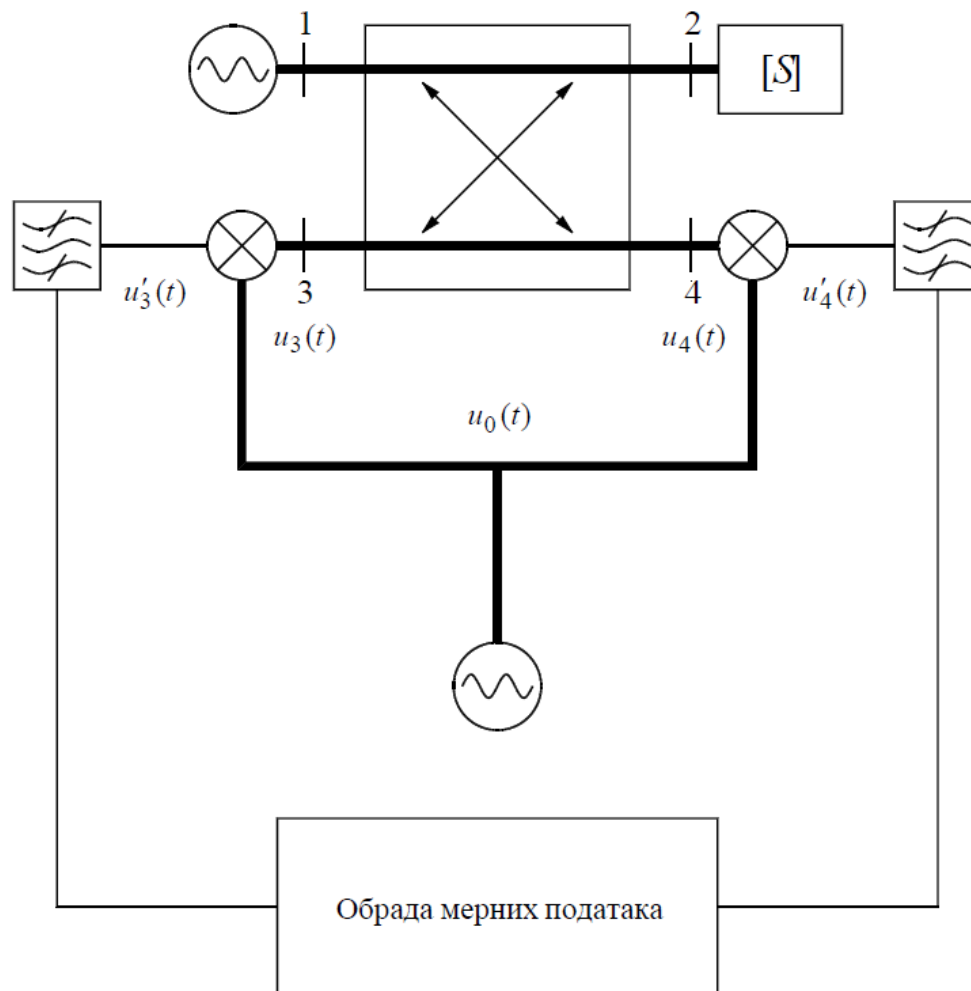 1 2
[S]
3 4
u′3(t) u3(t) u4(t) u′4(t)
u0(t)
Обрада мерних података